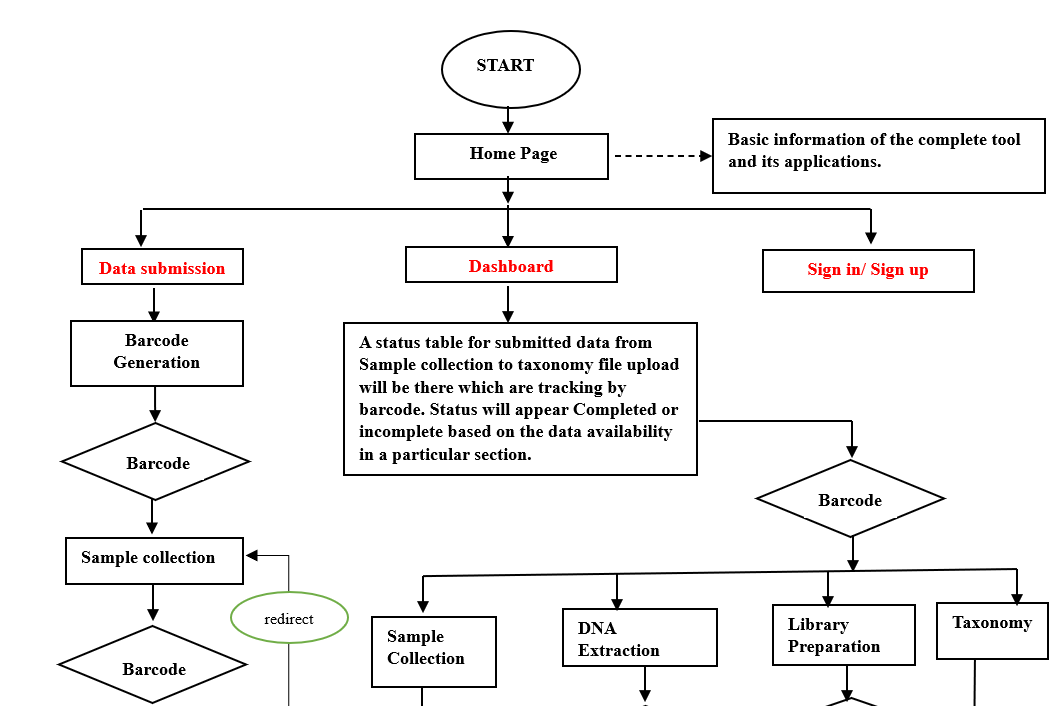 START
Home Page
Basic information of the complete tool
and its applications.
Data submission
Dashboard
Sign in/ Sign up
Barcode
Generation
A status table for submitted data from
Sample collection to taxonomy file upload
will be there which are tracking by
barcode. Status will appear Completed or
incomplete based on the data availability
in a particular section.
Barcode
Barcode
Sample collection
redirect
Sample
Collection
DNA
Extraction
Library
Preparation
Taxonomy
Barcode